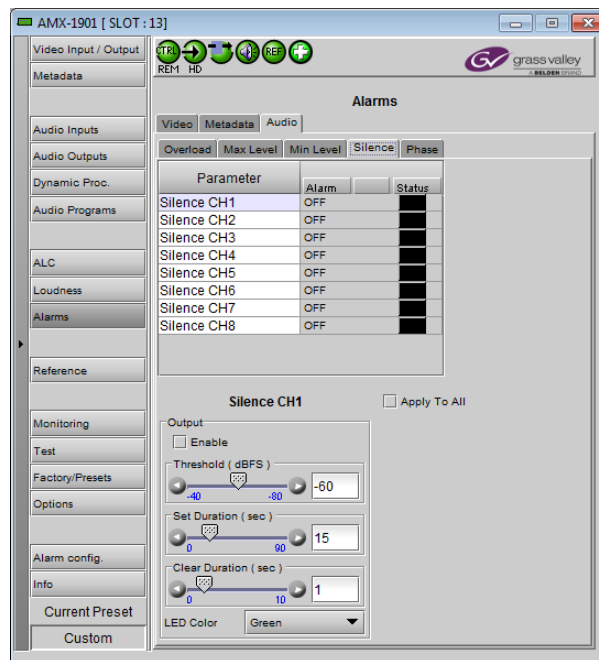 AMX-1901 [ SLOT : 13]
Video Input / Output
Metadata
Audio Inputs
Audio Outputs
Dynamic Proc.
Audio Programs
ALC
Loudness
Alarms
Reference
Monitoring
Test
Factory/Presets
Options
Alarm config.
Info
Current Preset
Custom
CTRL REF
REM HD
GV grass valley
A BELDEN BRAND
Alarms
Video Metadata Audio
Overload Max Level Min Level Silence Phase
Parameter Alarm Status
Silence CH1 OFF
Silence CH2 OFF
Silence CH3 OFF
Silence CH4 OFF
Silence CH5 OFF
Silence CH6 OFF
Silence CH7 OFF
Silence CH8 OFF
Silence CH1 Apply To All
Output
Enable
Threshold ( dBFS )
-40 -80 -60
Set Duration ( sec )
0 90 15
Clear Duration ( sec )
0 10 1
LED Color Green